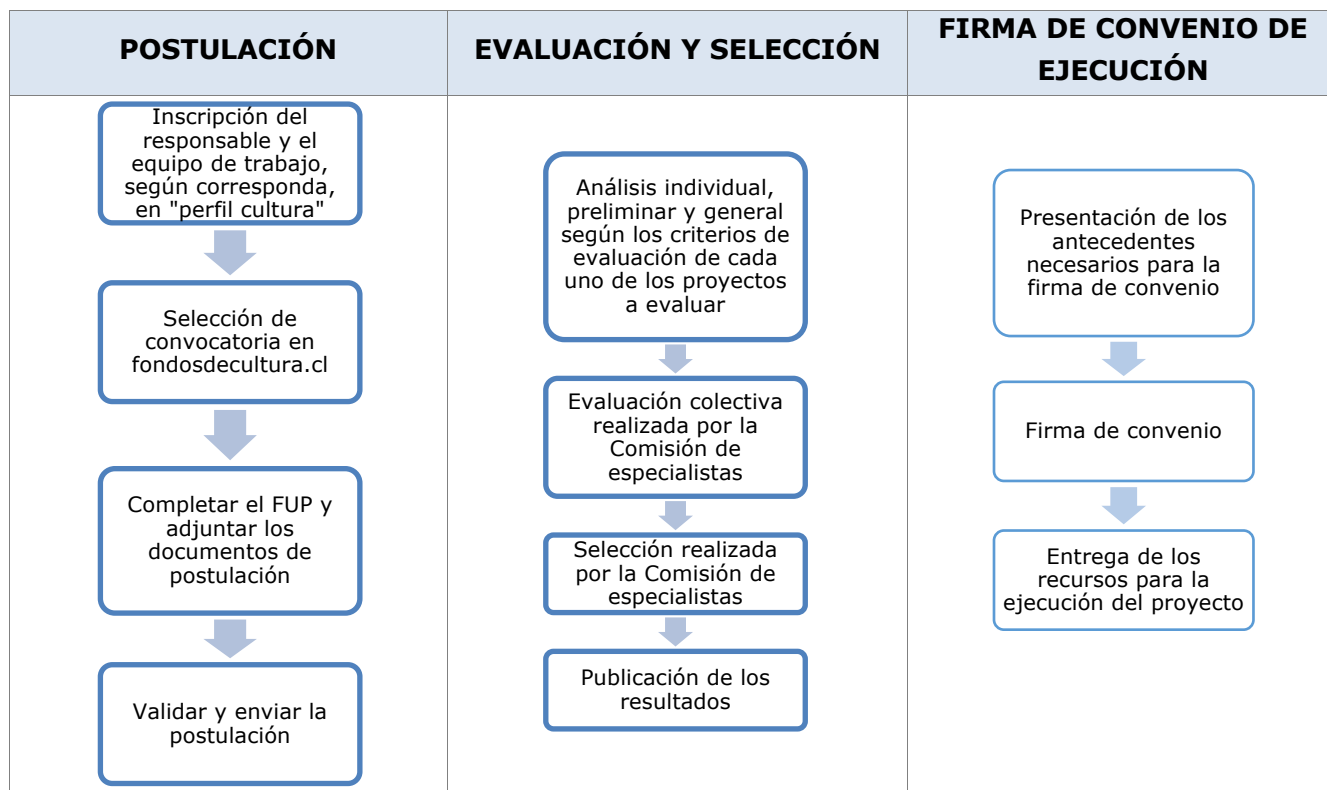 POSTULACIÓN
Inscripción del
responsable y el
equipo de trabajo,
según corresponda,
en "perfil cultura"
Selección de
convocatoria en
fondosdecultura.cl
Completar el FUP y
adjuntar los
documentos de
postulación
Validar y enviar la
postulación
EVALUACIÓN Y SELECCIÓN
Análisis individual,
preliminar y general
según los criterios de
evaluación de cada
uno de los proyectos
a evaluar
Evaluación colectiva
realizada por la
Comisión de
especialistas
Selección realizada
por la Comisión de
especialistas
Publicación de los
resultados
FIRMA DE CONVENIO DE
EJECUCIÓN
Presentación de los
antecedentes
necesarios para la
firma de convenio
Firma de convenio
Entrega de los
recursos para la
ejecución del proyecto